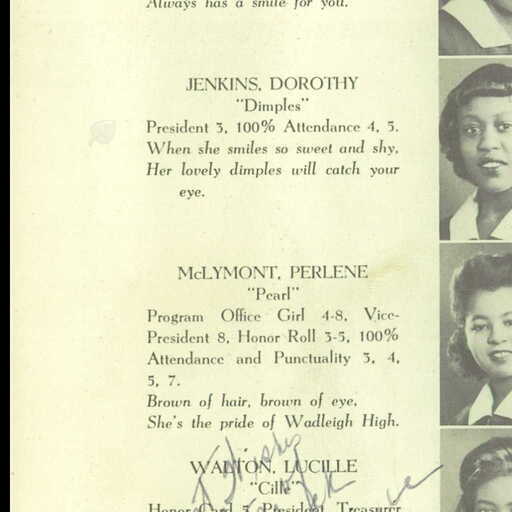 Always has a smile for you.
JENKINS, DOROTHY
"Dimples"
President 3, 100% Attendance 4, 5.
When she smiles so sweet and shy,
Her lovely dimples will catch your
eye.
McLYMONT, PERLENE
"Pearl"
Program Office Girl 4-8, Vice-
President 8, Honor Roll 3-5, 100%
Attendance and Punctuality 3, 4,
5, 7.
Brown of hair, brown of eye,
She's the pride of Wadleigh High.
WALTON, LUCILLE
"Cille"
Honor Card 3, President, Treasurer